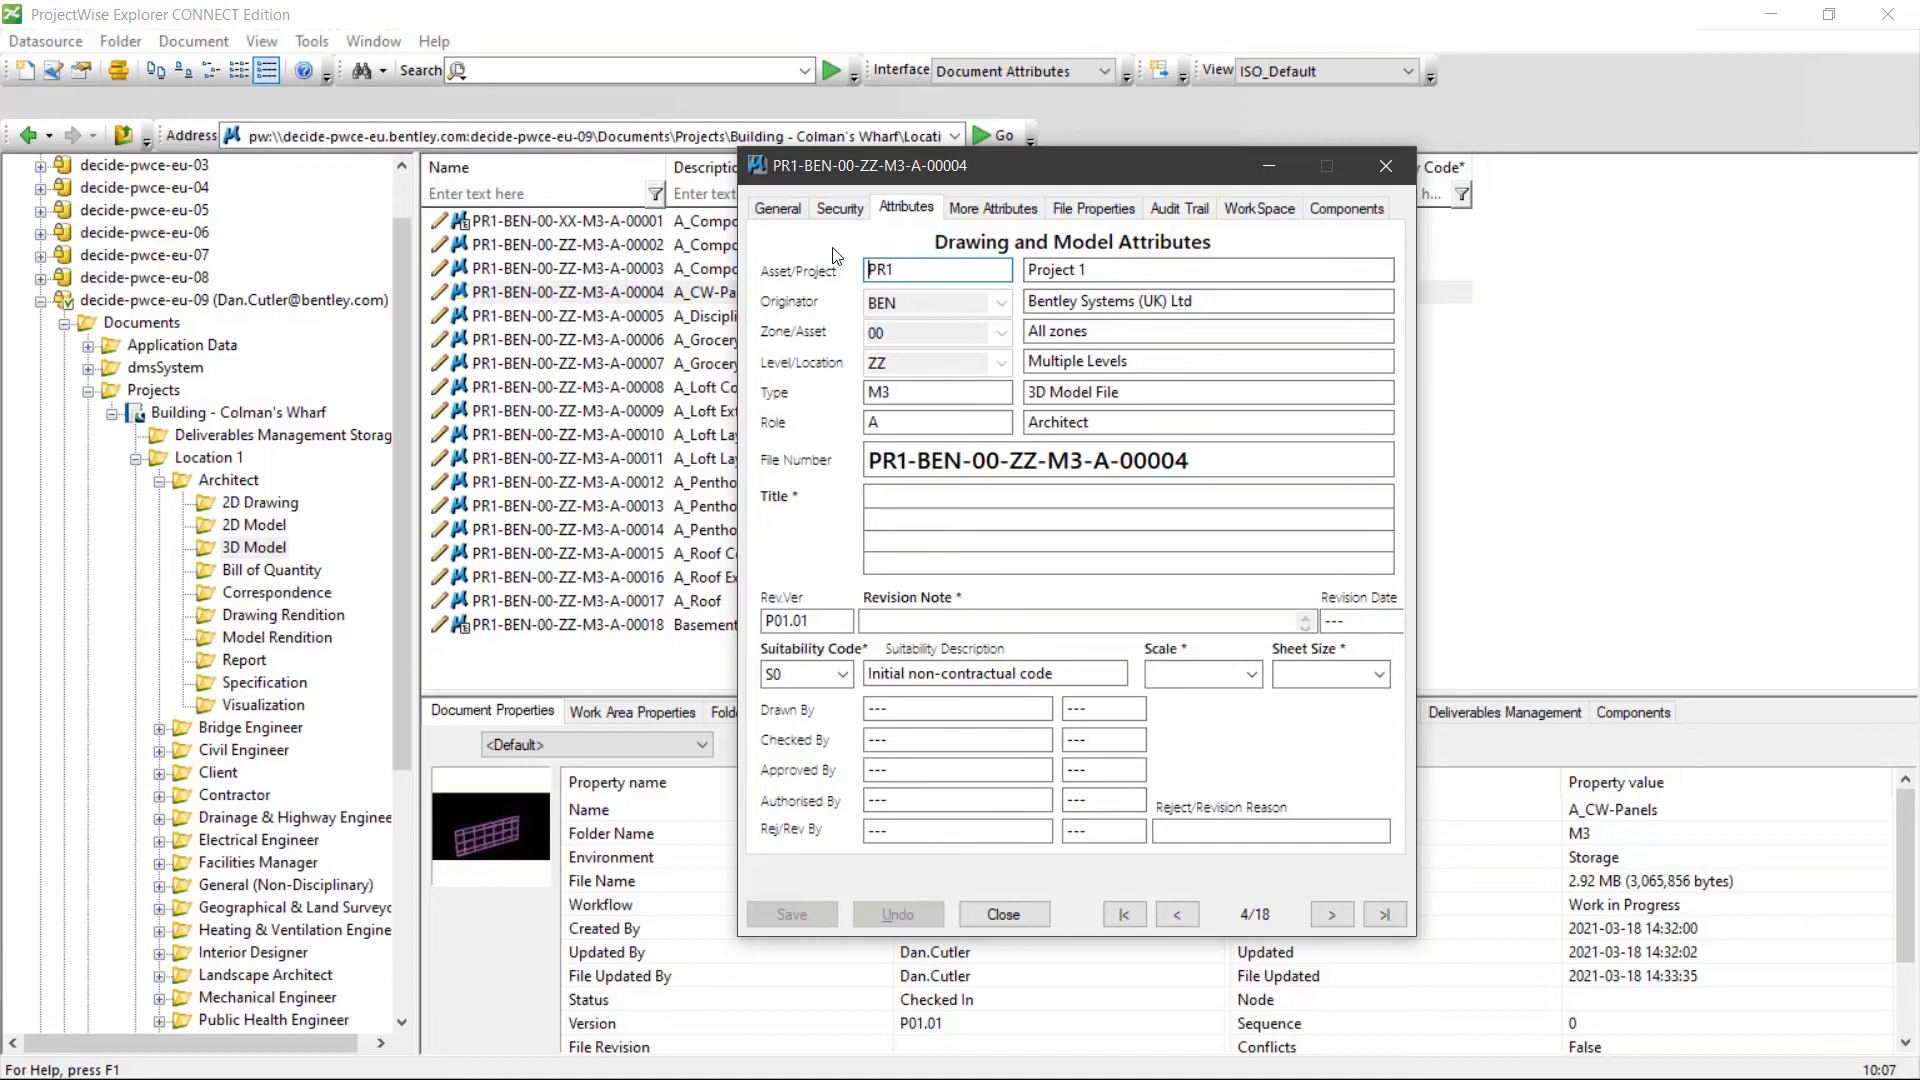 ProjectWise Explorer CONNECT Edition
Datasource Folder Document View Tools Window Help
Search Interface Document Attributes View ISO_Default
Address pw:\\decide-pwce-eu.bentley.com:decide-pwce-eu-09\Documents\Projects\Building - Colman's Wharf\Locati Go
decide-pwce-eu-03
decide-pwce-eu-04
decide-pwce-eu-05
decide-pwce-eu-06
decide-pwce-eu-07
decide-pwce-eu-08
decide-pwce-eu-09 (Dan.Cutler@bentley.com)
Documents
Application Data
dmsSystem
Projects
Building - Colman's Wharf
Deliverables Management Storag
Location 1
Architect
2D Drawing
2D Model
3D Model
Bill of Quantity
Correspondence
Drawing Rendition
Model Rendition
Report
Specification
Visualization
Bridge Engineer
Civil Engineer
Client
Contractor
Drainage & Highway Enginee
Electrical Engineer
Facilities Manager
General (Non-Disciplinary)
Geographical & Land Surveyc
Heating & Ventilation Engine
Interior Designer
Landscape Architect
Mechanical Engineer
Public Health Engineer
Name Descriptio Code*
Enter text here Enter text h...
PR1-BEN-00-XX-M3-A-00001 A_Compo
PR1-BEN-00-ZZ-M3-A-00002 A_Compo
PR1-BEN-00-ZZ-M3-A-00003 A_Compo
PR1-BEN-00-ZZ-M3-A-00004 A_CW-Pa
PR1-BEN-00-ZZ-M3-A-00005 A_Discipli
PR1-BEN-00-ZZ-M3-A-00006 A_Grocery
PR1-BEN-00-ZZ-M3-A-00007 A_Grocer
PR1-BEN-00-ZZ-M3-A-00008 A_Loft Co
PR1-BEN-00-ZZ-M3-A-00009 A_Loft Ext
PR1-BEN-00-ZZ-M3-A-00010 A_Loft Lay
PR1-BEN-00-ZZ-M3-A-00011 A_Loft Lay
PR1-BEN-00-ZZ-M3-A-00012 A_Pentho
PR1-BEN-00-ZZ-M3-A-00013 A_Pentho
PR1-BEN-00-ZZ-M3-A-00014 A_Pentho
PR1-BEN-00-ZZ-M3-A-00015 A_Roof C
PR1-BEN-00-ZZ-M3-A-00016 A_Roof Ex
PR1-BEN-00-ZZ-M3-A-00017 A_Roof
PR1-BEN-00-ZZ-M3-A-00018 Basement
PR1-BEN-00-ZZ-M3-A-00004
General Security Attributes More Attributes File Properties Audit Trail WorkSpace Components
Drawing and Model Attributes
Asset/Project PR1 Project 1
Originator BEN Bentley Systems (UK) Ltd
Zone/Asset 00 All zones
Level/Location ZZ Multiple Levels
Type M3 3D Model File
Role A Architect
File Number PR1-BEN-00-ZZ-M3-A-00004
Title *
Rev.Ver Revision Note * Revision Date
P01.01 ---
Suitability Code* Suitability Description Scale * Sheet Size *
S0 Initial non-contractual code
Drawn By --- ---
Checked By --- ---
Approved By --- ---
Authorised By --- --- Reject/Revision Reason
Rej/Rev By --- ---
Save Undo Close |< < 4/18 > >|
Document Properties Work Area Properties Folde Deliverables Management Components
<Default>
Property name Property value
Name A_CW-Panels
Folder Name M3
Environment Storage
File Name 2.92 MB (3,065,856 bytes)
Workflow Work in Progress
Created By 2021-03-18 14:32:00
Updated By Dan.Cutler Updated 2021-03-18 14:32:02
File Updated By Dan.Cutler File Updated 2021-03-18 14:33:35
Status Checked In Node
Version P01.01 Sequence 0
File Revision Conflicts False
For Help, press F1 10:07